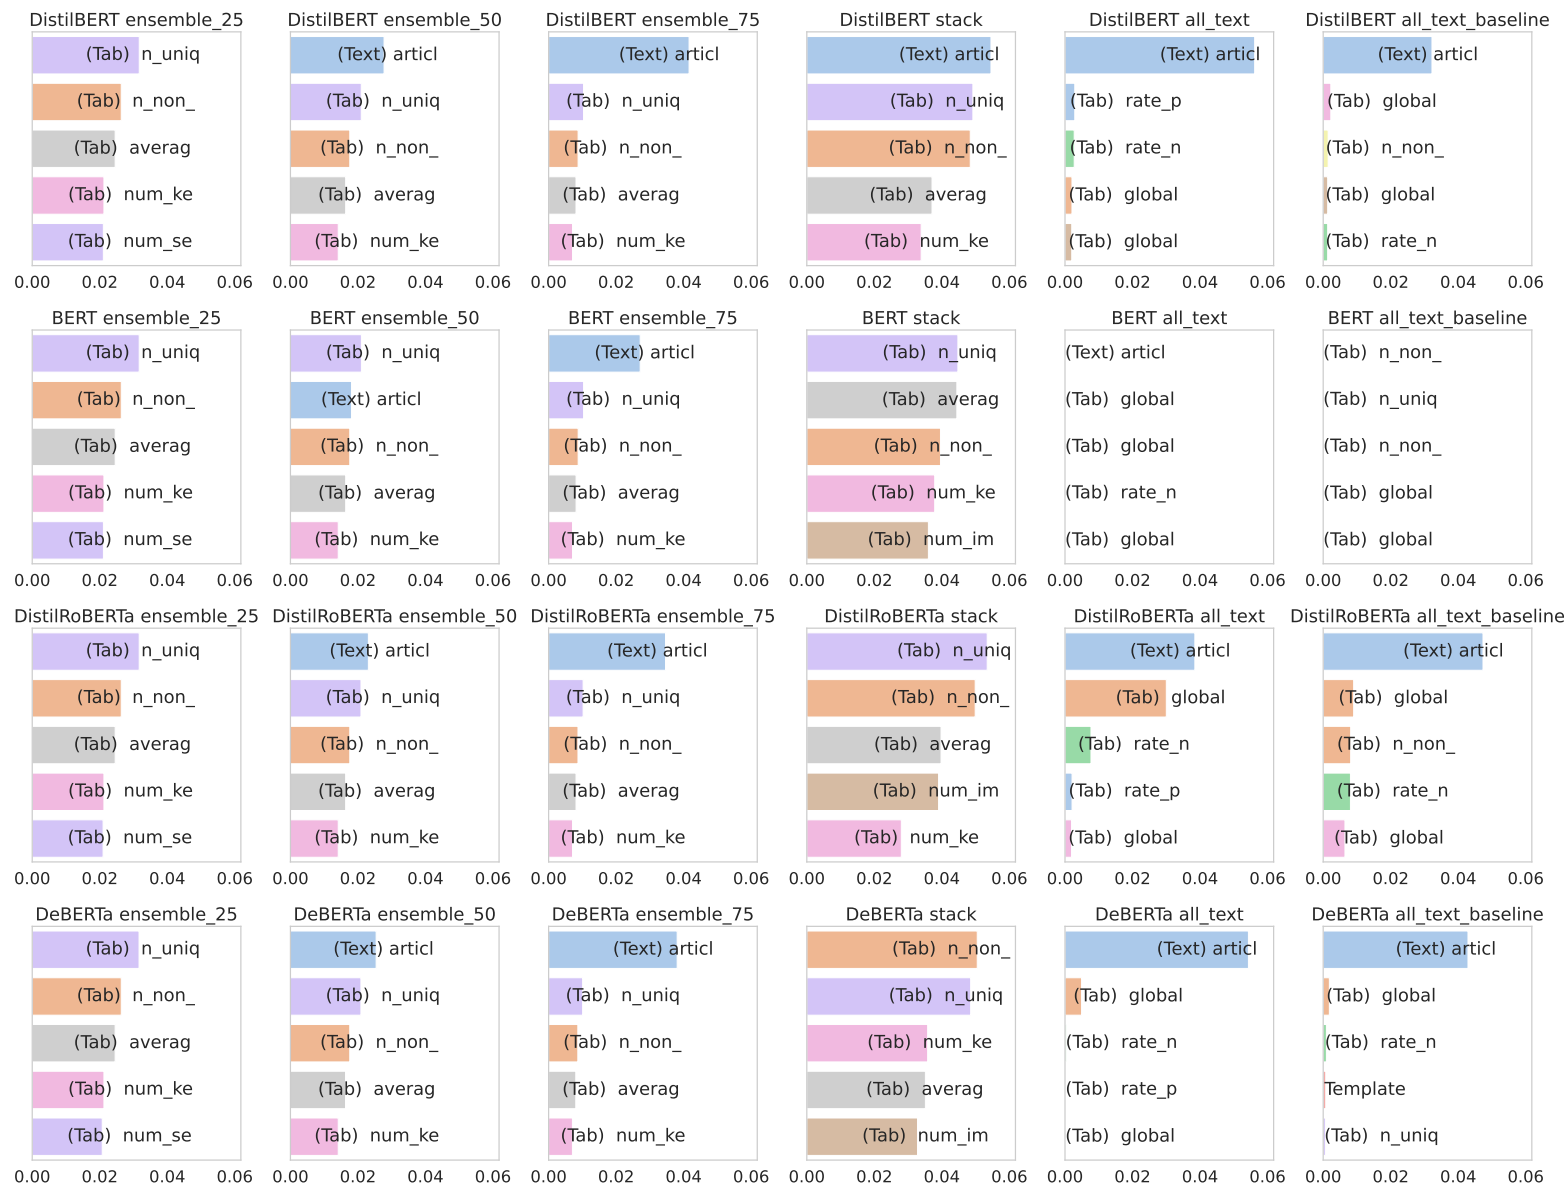 DistilBERT ensemble_25 DistilBERT ensemble_50 DistilBERT ensemble_75 DistilBERT stack DistilBERT all_text DistilBERT all_text_baseline
(Tab) n_uniq (Text) articl (Text) articl (Text) articl (Text) articl (Text) articl
(Tab) n_non_ (Tab) n_uniq (Tab) n_uniq (Tab) n_uniq (Tab) rate_p (Tab) global
(Tab) averag (Tab) n_non_ (Tab) n_non_ (Tab) n_non_ (Tab) rate_n (Tab) n_non_
(Tab) num_ke (Tab) averag (Tab) averag (Tab) averag (Tab) global (Tab) global
(Tab) num_se (Tab) num_ke (Tab) num_ke (Tab) num_ke (Tab) global (Tab) rate_n
0.00 0.02 0.04 0.06 0.00 0.02 0.04 0.06 0.00 0.02 0.04 0.06 0.00 0.02 0.04 0.06 0.00 0.02 0.04 0.06 0.00 0.02 0.04 0.06
BERT ensemble_25 BERT ensemble_50 BERT ensemble_75 BERT stack BERT all_text BERT all_text_baseline
(Tab) n_uniq (Tab) n_uniq (Text) articl (Tab) n_uniq (Text) articl (Tab) n_non_
(Tab) n_non_ (Text) articl (Tab) n_uniq (Tab) averag (Tab) global (Tab) n_uniq
(Tab) averag (Tab) n_non_ (Tab) n_non_ (Tab) n_non_ (Tab) global (Tab) n_non_
(Tab) num_ke (Tab) averag (Tab) averag (Tab) num_ke (Tab) rate_n (Tab) global
(Tab) num_se (Tab) num_ke (Tab) num_ke (Tab) num_im (Tab) global (Tab) global
0.00 0.02 0.04 0.06 0.00 0.02 0.04 0.06 0.00 0.02 0.04 0.06 0.00 0.02 0.04 0.06 0.00 0.02 0.04 0.06 0.00 0.02 0.04 0.06
DistilRoBERTa ensemble_25 DistilRoBERTa ensemble_50 DistilRoBERTa ensemble_75 DistilRoBERTa stack DistilRoBERTa all_text DistilRoBERTa all_text_baseline
(Tab) n_uniq (Text) articl (Text) articl (Tab) n_uniq (Text) articl (Text) articl
(Tab) n_non_ (Tab) n_uniq (Tab) n_uniq (Tab) n_non_ (Tab) global (Tab) global
(Tab) averag (Tab) n_non_ (Tab) n_non_ (Tab) averag (Tab) rate_n (Tab) n_non_
(Tab) num_ke (Tab) averag (Tab) averag (Tab) num_im (Tab) rate_p (Tab) rate_n
(Tab) num_se (Tab) num_ke (Tab) num_ke (Tab) num_ke (Tab) global (Tab) global
0.00 0.02 0.04 0.06 0.00 0.02 0.04 0.06 0.00 0.02 0.04 0.06 0.00 0.02 0.04 0.06 0.00 0.02 0.04 0.06 0.00 0.02 0.04 0.06
DeBERTa ensemble_25 DeBERTa ensemble_50 DeBERTa ensemble_75 DeBERTa stack DeBERTa all_text DeBERTa all_text_baseline
(Tab) n_uniq (Text) articl (Text) articl (Tab) n_non_ (Text) articl (Text) articl
(Tab) n_non_ (Tab) n_uniq (Tab) n_uniq (Tab) n_uniq (Tab) global (Tab) global
(Tab) averag (Tab) n_non_ (Tab) n_non_ (Tab) num_ke (Tab) rate_n (Tab) rate_n
(Tab) num_ke (Tab) averag (Tab) averag (Tab) averag (Tab) rate_p Template
(Tab) num_se (Tab) num_ke (Tab) num_ke (Tab) num_im (Tab) global (Tab) n_uniq
0.00 0.02 0.04 0.06 0.00 0.02 0.04 0.06 0.00 0.02 0.04 0.06 0.00 0.02 0.04 0.06 0.00 0.02 0.04 0.06 0.00 0.02 0.04 0.06